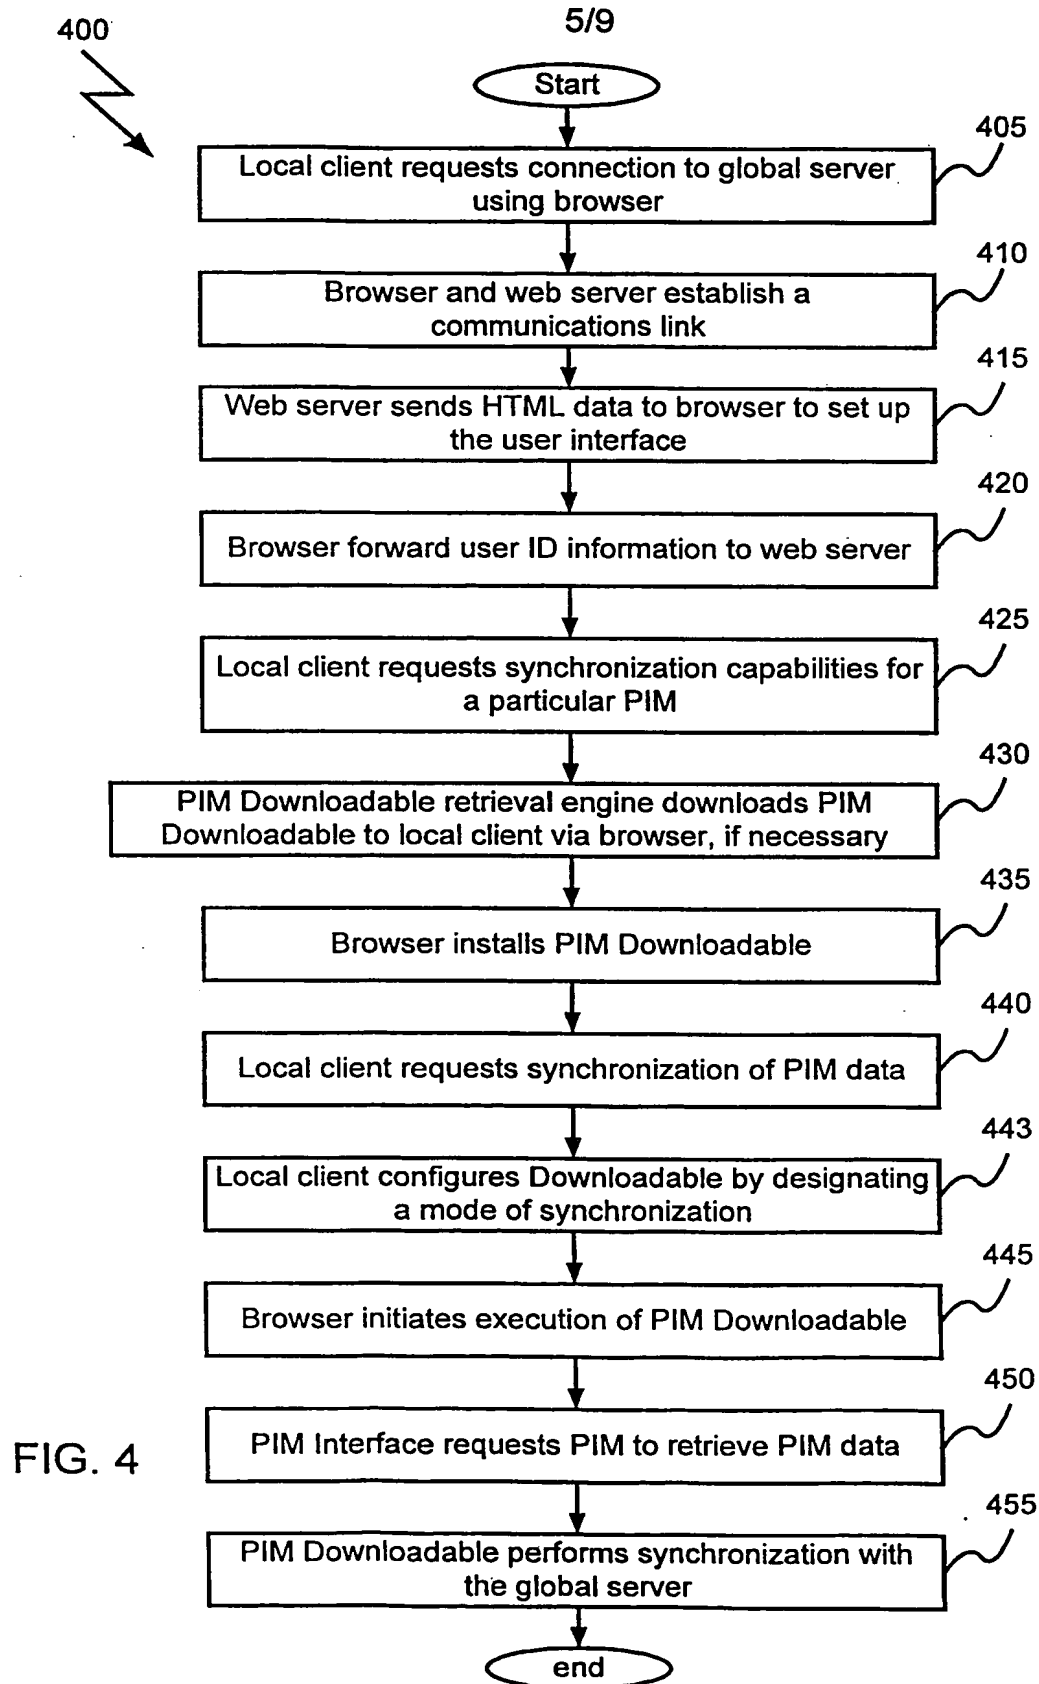 5/9
400
Start
405
Local client requests connection to global server
using browser
410
Browser and web server establish a
communications link
415
Web server sends HTML data to browser to set up
the user interface
420
Browser forward user ID information to web server
425
Local client requests synchronization capabilities for
a particular PIM
430
PIM Downloadable retrieval engine downloads PIM
Downloadable to local client via browser, if necessary
435
Browser installs PIM Downloadable
440
Local client requests synchronization of PIM data
443
Local client configures Downloadable by designating
a mode of synchronization
445
Browser initiates execution of PIM Downloadable
450
PIM Interface requests PIM to retrieve PIM data
FIG. 4
455
PIM Downloadable performs synchronization with
the global server
end